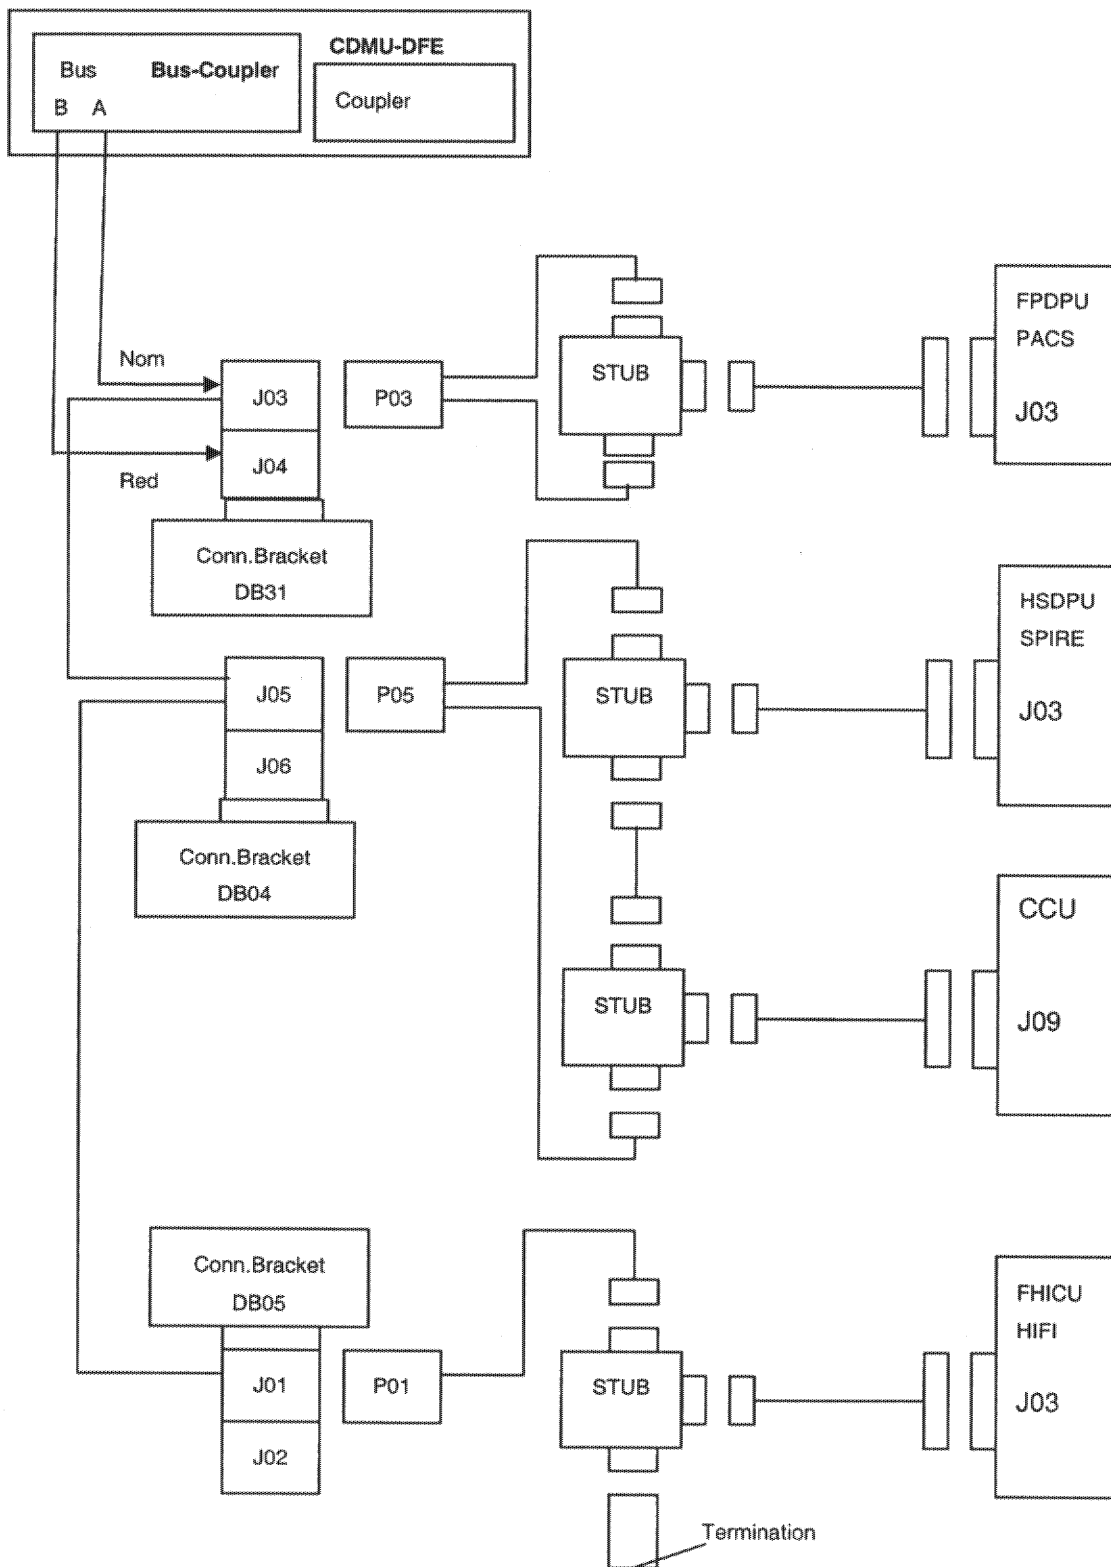 CDMU-DFE
Bus Bus-Coupler
B A
Coupler
Nom
J03
P03
STUB
FPDPU
PACS
J03
J04
Red
Conn.Bracket
DB31
J05
P05
STUB
HSDPU
SPIRE
J03
J06
Conn.Bracket
DB04
STUB
CCU
J09
Conn.Bracket
DB05
J01
P01
STUB
FHICU
HIFI
J03
J02
Termination